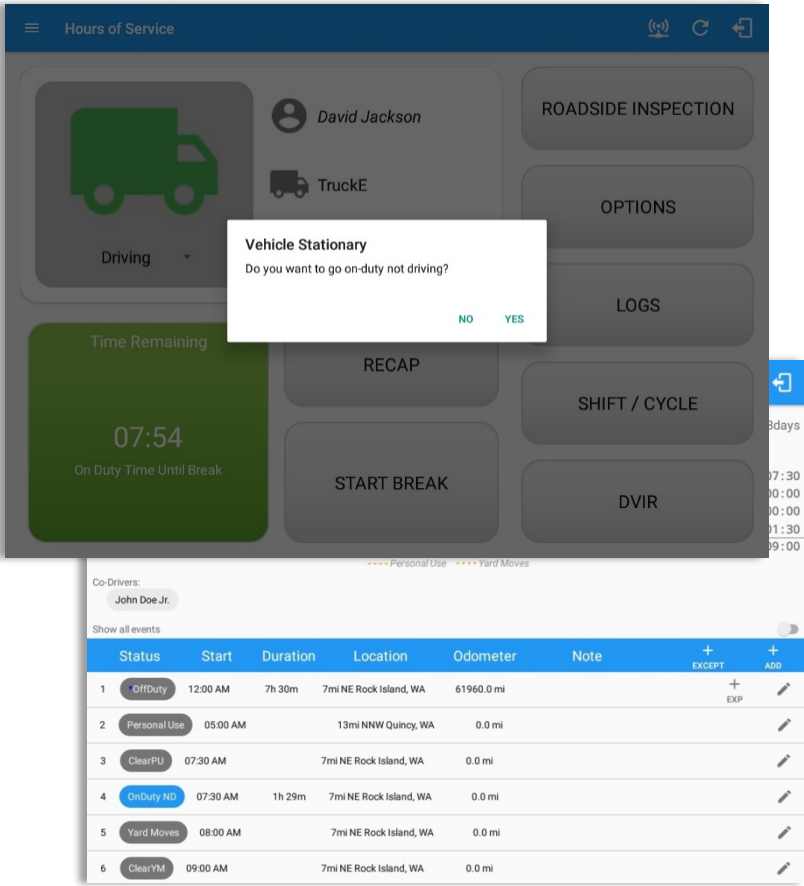 Hours of Service
David Jackson
TruckE
Driving
ROADSIDE INSPECTION
OPTIONS
LOGS
SHIFT / CYCLE
DVIR
Vehicle Stationary
Do you want to go on-duty not driving?
NO YES
Time Remaining
07:54
On Duty Time Until Break
RECAP
START BREAK
8days
07:30
00:00
00:00
01:30
09:00
Personal Use Yard Moves
Co-Drivers:
John Doe Jr.
Show all events
Status Start Duration Location Odometer Note + EXCEPT + ADD
1 *OffDuty 12:00 AM 7h 30m 7mi NE Rock Island, WA 61960.0 mi + EXP
2 Personal Use 05:00 AM 13mi NNW Quincy, WA 0.0 mi
3 ClearPU 07:30 AM 7mi NE Rock Island, WA 0.0 mi
4 OnDuty ND 07:30 AM 1h 29m 7mi NE Rock Island, WA 0.0 mi
5 Yard Moves 08:00 AM 7mi NE Rock Island, WA 0.0 mi
6 ClearYM 09:00 AM 7mi NE Rock Island, WA 0.0 mi